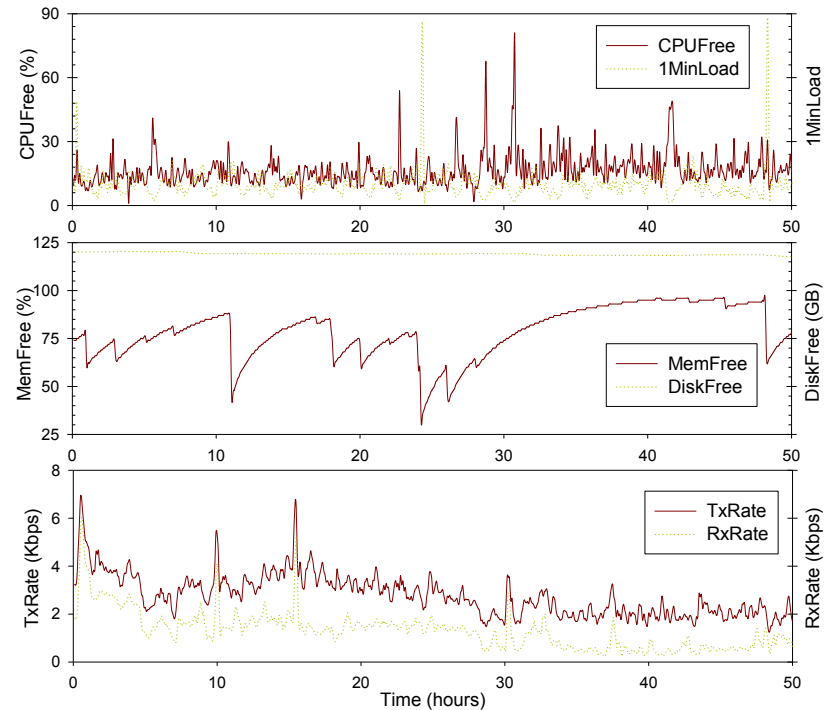 90
60
30
0
CPUFree (%)
CPUFree
1MinLoad
1MinLoad
0 10 20 30 40 50
125
100
75
50
25
MemFree (%)
MemFree
DiskFree
DiskFree (GB)
0 10 20 30 40 50
8
6
4
2
0
TxRate (Kbps)
TxRate
RxRate
RxRate (Kbps)
0 10 20 30 40 50
Time (hours)